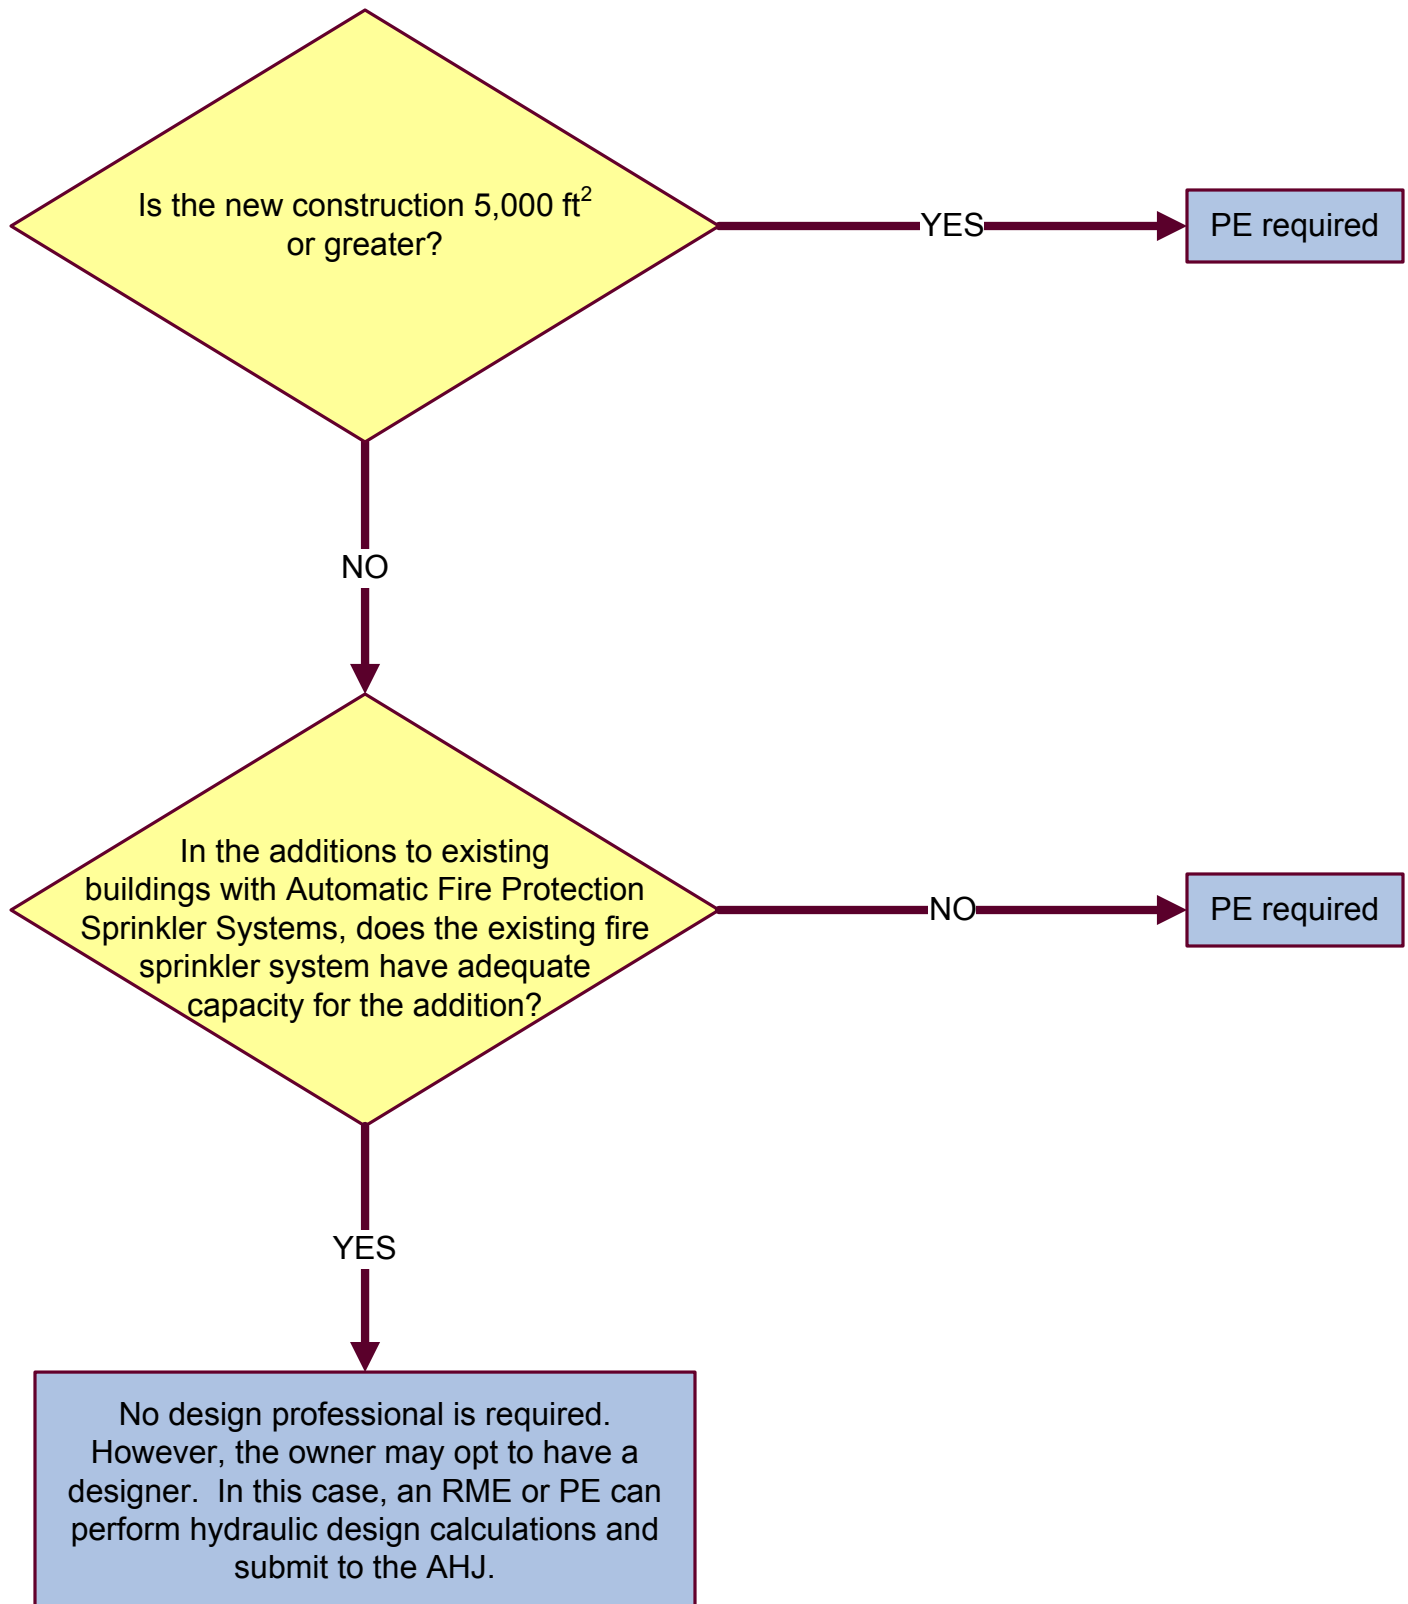 Is the new construction 5,000 ft²
or greater?
YES
PE required
NO
In the additions to existing
buildings with Automatic Fire Protection
Sprinkler Systems, does the existing fire
sprinkler system have adequate
capacity for the addition?
NO
PE required
YES
No design professional is required.
However, the owner may opt to have a
designer.  In this case, an RME or PE can
perform hydraulic design calculations and
submit to the AHJ.